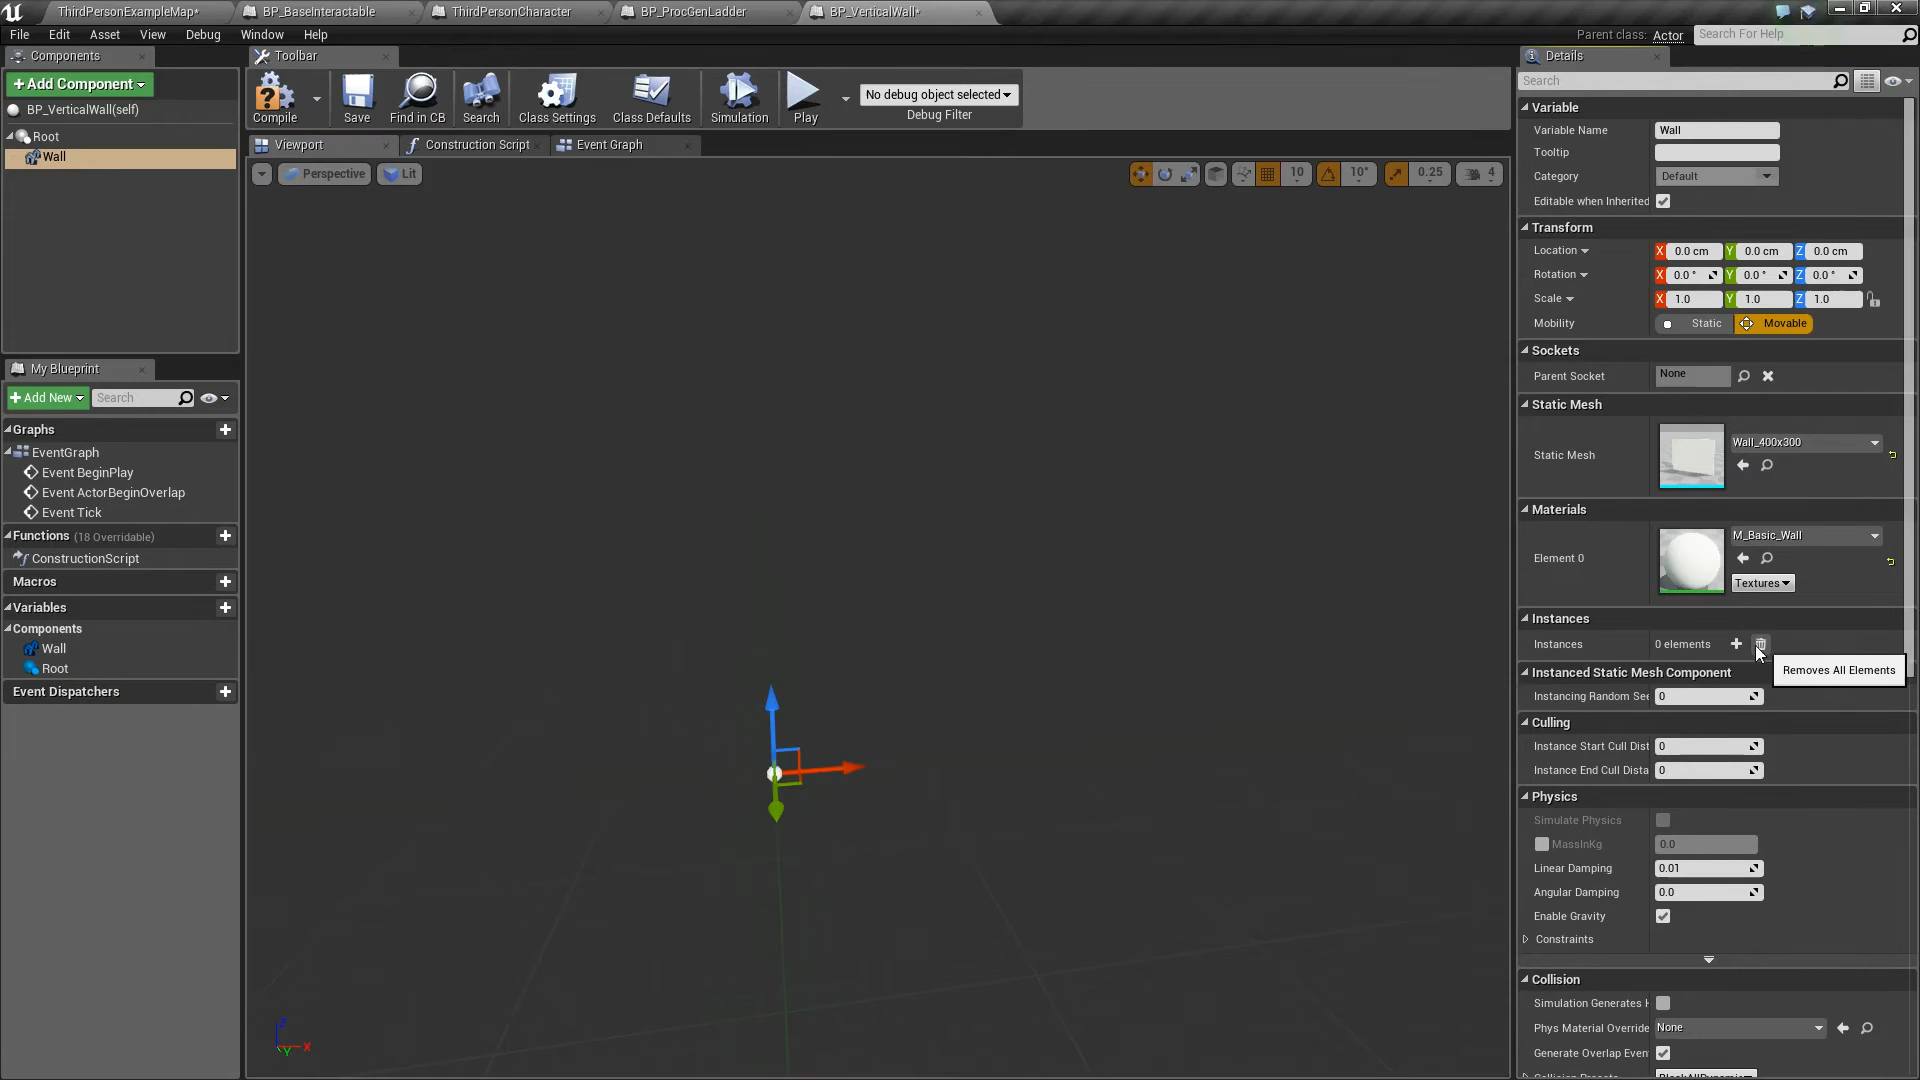 ThirdPersonExampleMap*
BP_BaseInteractable
ThirdPersonCharacter
BP_ProcGenLadder
BP_VerticalWall*
File Edit Asset View Debug Window Help
Parent class: Actor
Search For Help
Components
Toolbar
Details
+Add Component
BP_VerticalWall(self)
Root
Wall
Compile
Save
Find in CB
Search
Class Settings
Class Defaults
Simulation
Play
No debug object selected
Debug Filter
Viewport
Construction Script
Event Graph
Perspective
Lit
10
10°
0.25
4
X
Y
Z
My Blueprint
+Add New
Search
Graphs
EventGraph
Event BeginPlay
Event ActorBeginOverlap
Event Tick
Functions (18 Overridable)
ConstructionScript
Macros
Variables
Components
Wall
Root
Event Dispatchers
Search
Variable
Variable Name Wall
Tooltip
Category Default
Editable when Inherited
Transform
Location X 0.0 cm Y 0.0 cm Z 0.0 cm
Rotation X 0.0 ° Y 0.0 ° Z 0.0 °
Scale X 1.0 Y 1.0 Z 1.0
Mobility Static Movable
Sockets
Parent Socket None
Static Mesh
Static Mesh Wall_400x300
Materials
Element 0 M_Basic_Wall
Textures
Instances
Instances 0 elements
Removes All Elements
Instanced Static Mesh Component
Instancing Random See 0
Culling
Instance Start Cull Dist 0
Instance End Cull Dista 0
Physics
Simulate Physics
MassInKg 0.0
Linear Damping 0.01
Angular Damping 0.0
Enable Gravity
Constraints
Collision
Simulation Generates H
Phys Material Override None
Generate Overlap Even